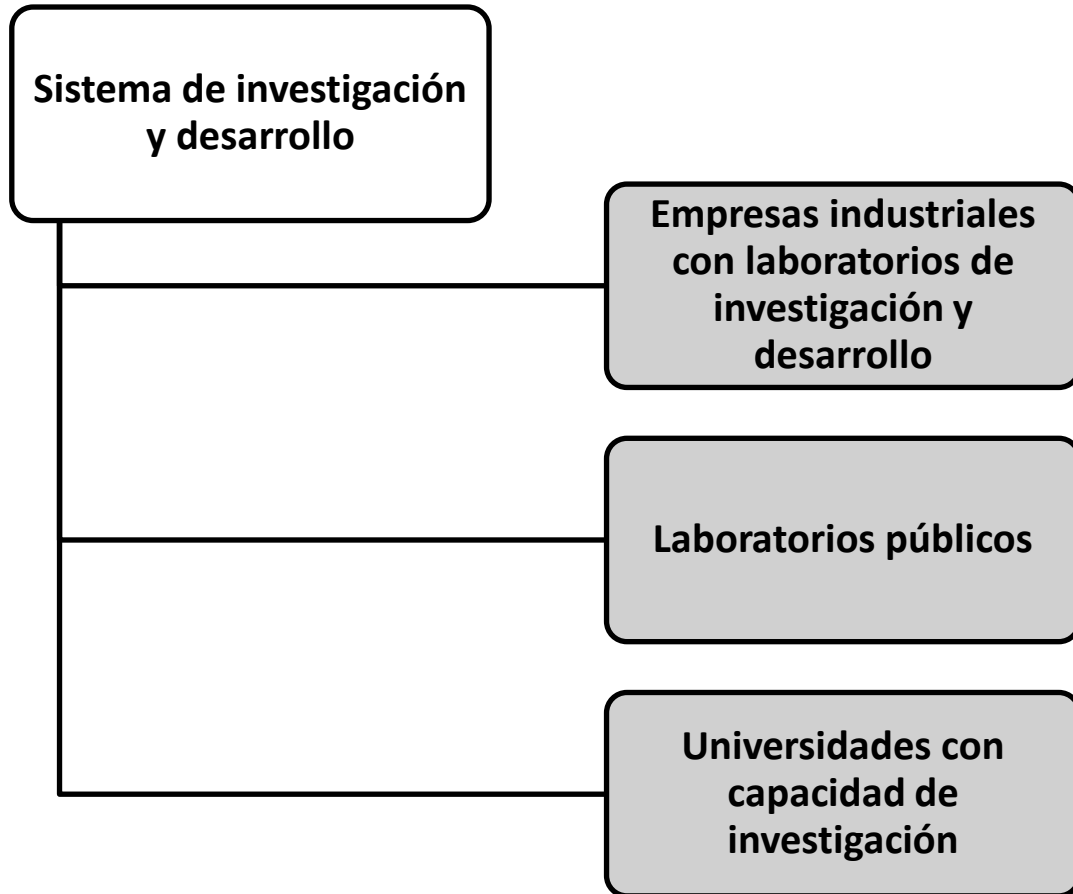 Sistema de investigación
y desarrollo
Empresas industriales
con laboratorios de
investigación y
desarrollo
Laboratorios públicos
Universidades con
capacidad de
investigación